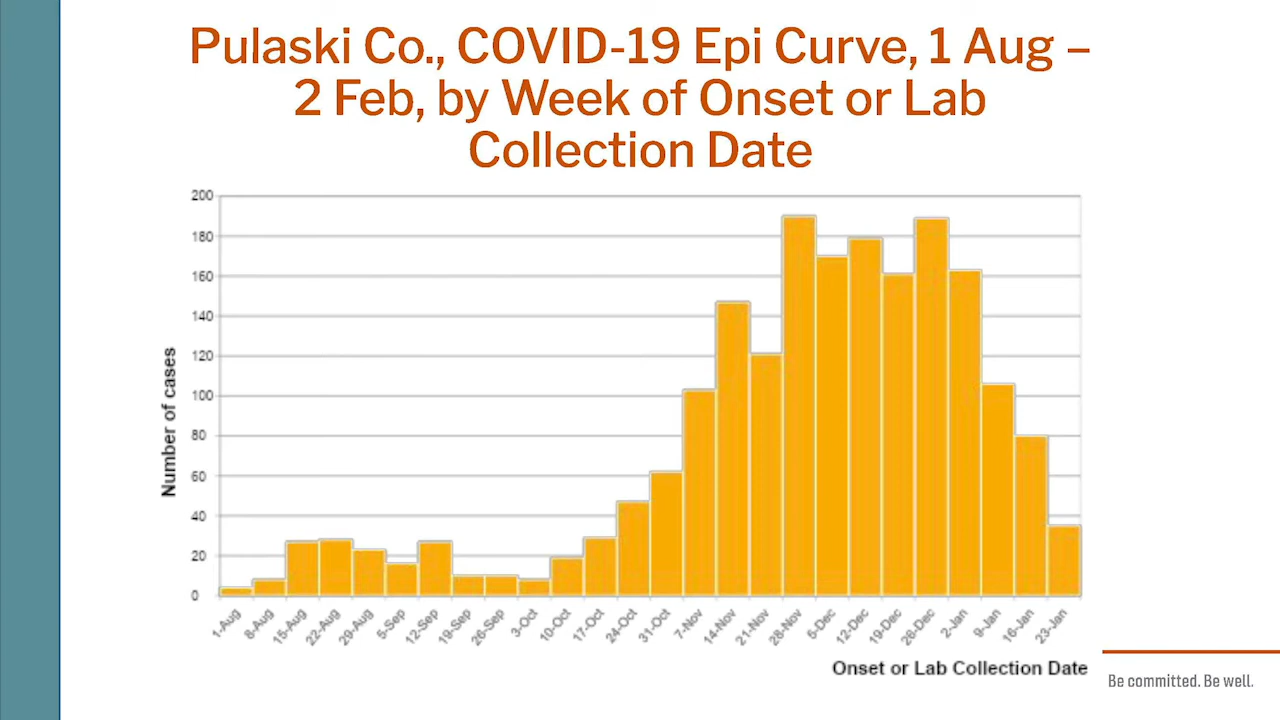 Pulaski Co., COVID-19 Epi Curve, 1 Aug –
2 Feb, by Week of Onset or Lab
Collection Date
200
180
160
140
120
100
80
60
40
20
0
Number of cases
1-Aug
8-Aug
15-Aug
22-Aug
29-Aug
5-Sep
12-Sep
19-Sep
26-Sep
3-Oct
10-Oct
17-Oct
24-Oct
31-Oct
7-Nov
14-Nov
21-Nov
28-Nov
5-Dec
12-Dec
19-Dec
28-Dec
2-Jan
9-Jan
16-Jan
23-Jan
Onset or Lab Collection Date
Be committed. Be well.